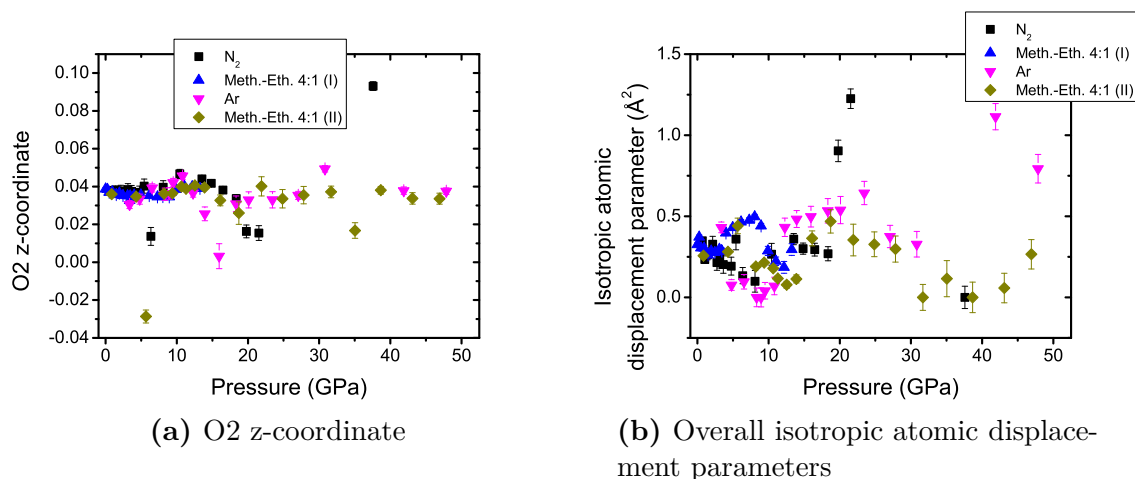 N2
Meth.-Eth. 4:1 (I)
Ar
Meth.-Eth. 4:1 (II)
0.10
0.08
0.06
0.04
0.02
0.00
-0.02
-0.04
O2 z-coordinate
0
10
20
30
40
50
Pressure (GPa)
(a) O2 z-coordinate
N2
Meth.-Eth. 4:1 (I)
Ar
Meth.-Eth. 4:1 (II)
1.5
1.0
0.5
0.0
Isotropic atomic
displacement parameter (Å²)
0
10
20
30
40
50
Pressure (GPa)
(b) Overall isotropic atomic displace-
ment parameters